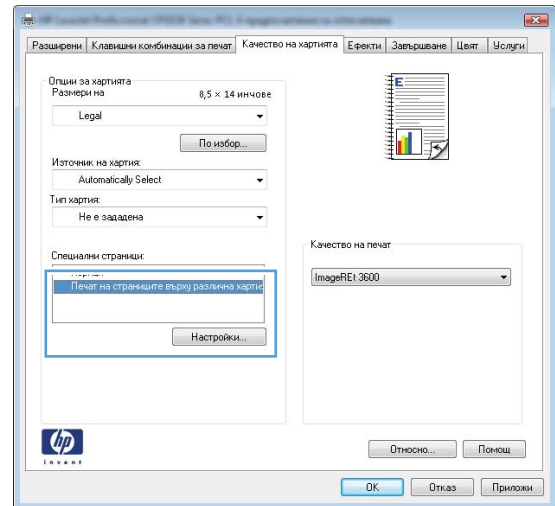 Разширени Клавишни комбинации за печат Качество на хартията Ефекти Завършване Цвят Услуги
Опции за хартията
Размери на 8,5 × 14 инчове
Legal
По избор...
Източник на хартия:
Automatically Select
Тип хартия:
Не е зададена
Специални страници:
Печат на страниците върху различна харти
Настройки...
E
Качество на печат
ImageREt 3600
hp
invent
Относно... Помощ
OK Отказ Приложи